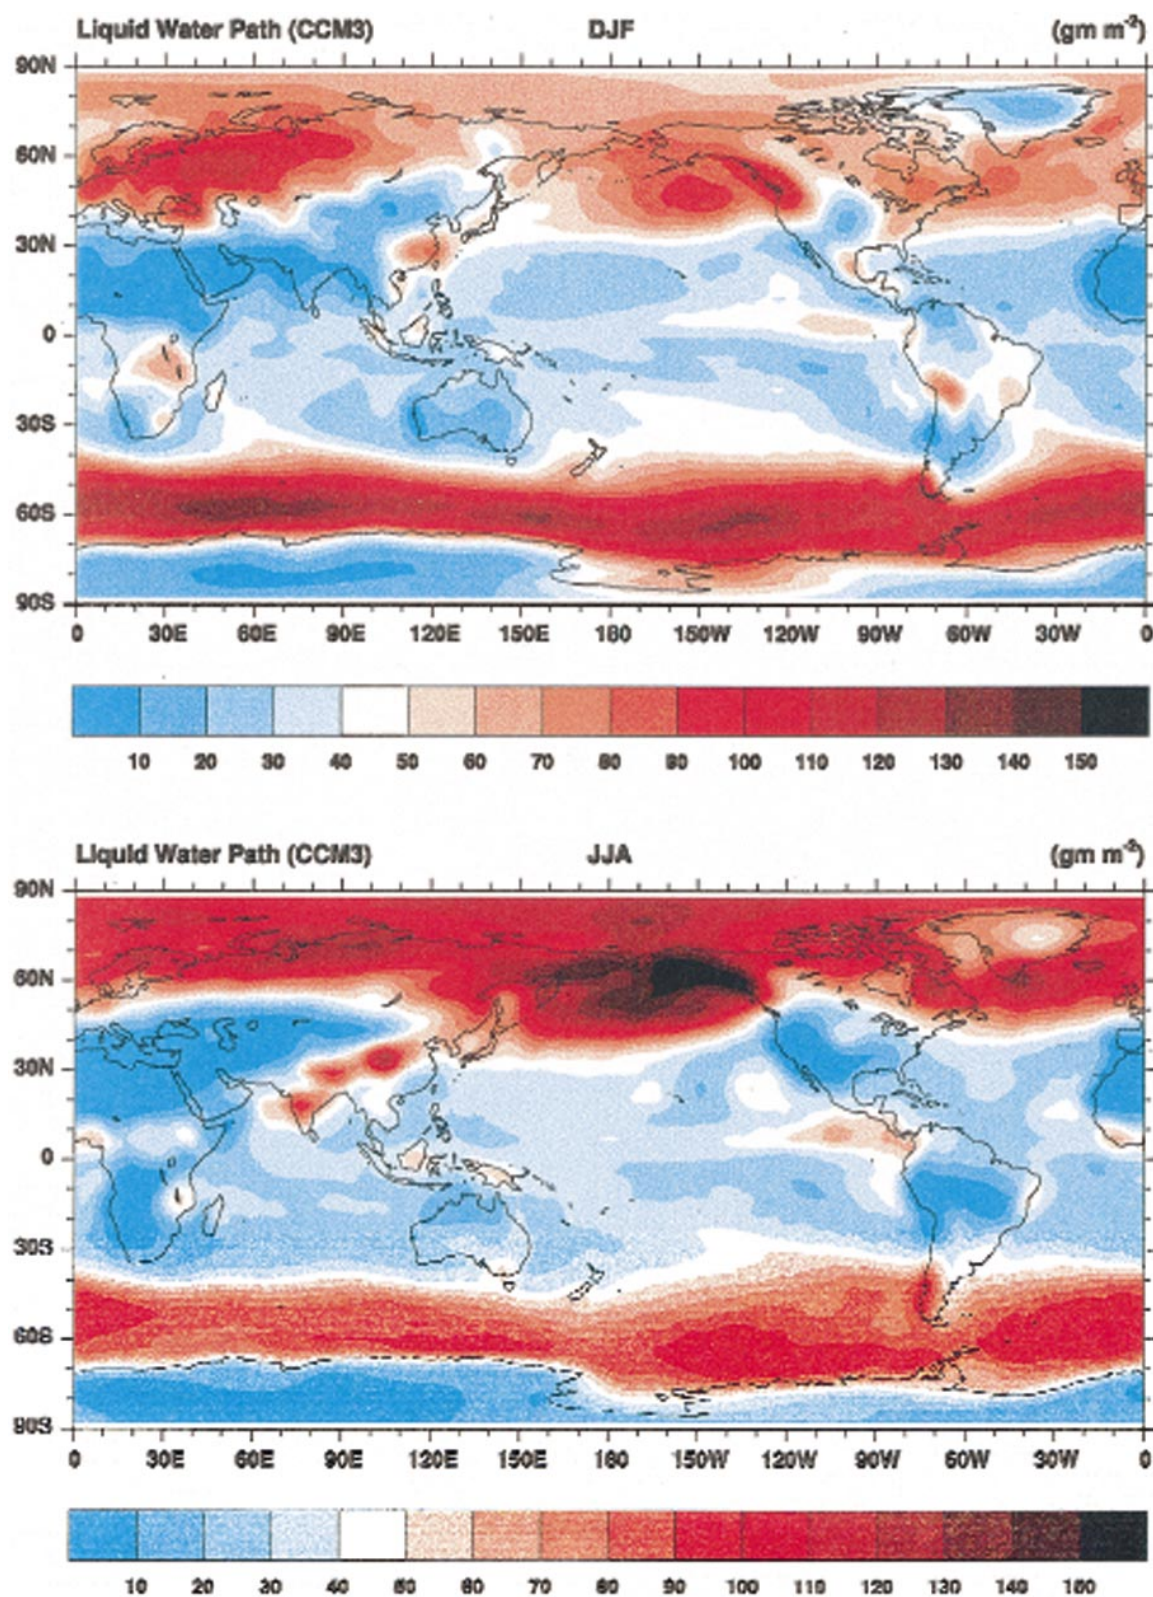 Liquid Water Path (CCM3) DJF (gm m⁻²)
90N
60N
30N
0
30S
60S
90S
0 30E 60E 90E 120E 150E 180 150W 120W 90W 60W 30W 0
10 20 30 40 50 60 70 80 90 100 110 120 130 140 150
Liquid Water Path (CCM3) JJA (gm m⁻²)
90N
60N
30N
0
30S
60S
90S
0 30E 60E 90E 120E 150E 180 150W 120W 90W 60W 30W 0
10 20 30 40 50 60 70 80 90 100 110 120 130 140 150